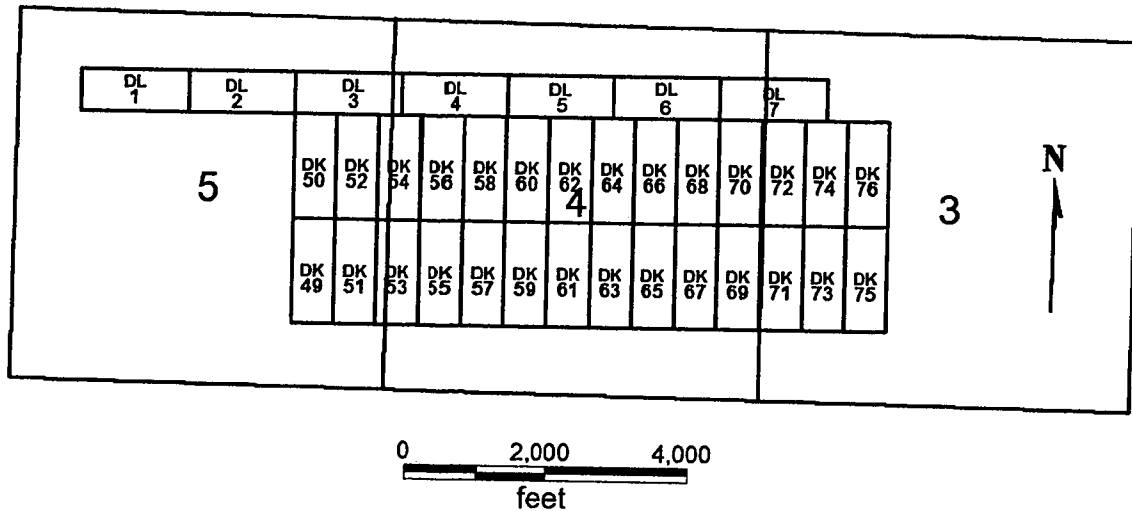 DL DL DL DL DL DL DL
1 2 3 4 5 6 7
DK DK DK DK DK DK DK DK DK DK DK DK DK DK
50 52 54 56 58 60 62 64 66 68 70 72 74 76
N
5 4 3
DK DK DK DK DK DK DK DK DK DK DK DK DK DK
49 51 53 55 57 59 61 63 65 67 69 71 73 75
0 2,000 4,000
feet